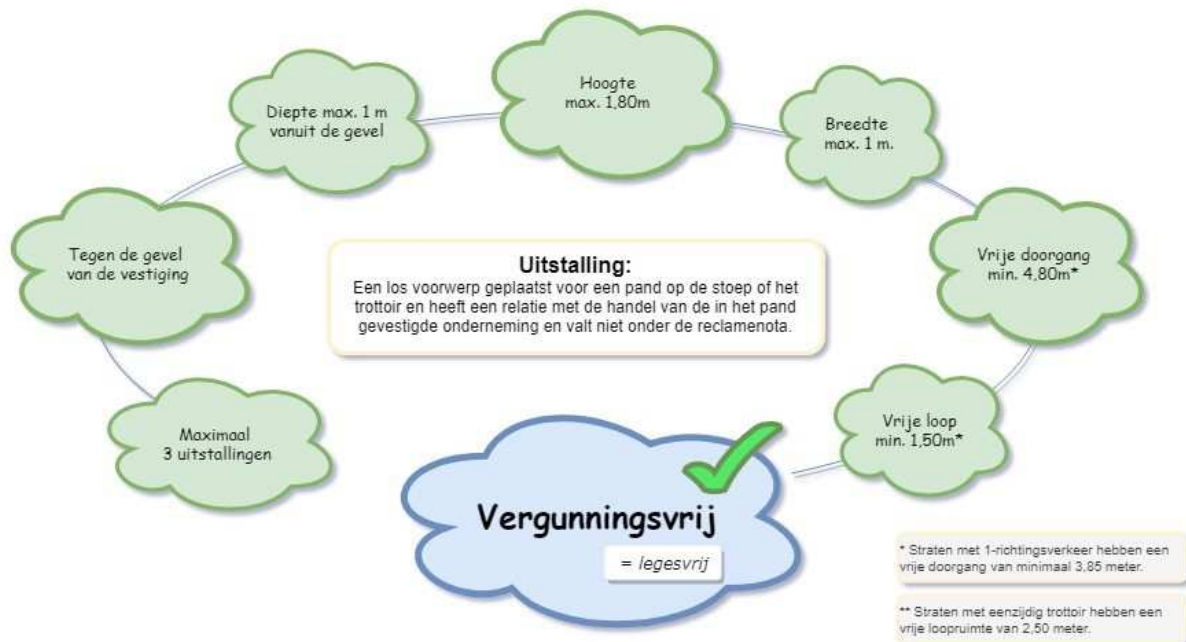 Hoogte
max. 1,80m
Diepte max. 1 m
vanuit de gevel
Breedte
max. 1 m.
Tegen de gevel
van de vestiging
Vrije doorgang
min. 4,80m*
Uitstalling:
Een los voorwerp geplaatst voor een pand op de stoep of het
trottoir en heeft een relatie met de handel van de in het pand
gevestigde onderneming en valt niet onder de reclamenota.
Maximaal
3 uitstallingen
Vrije loop
min. 1,50m*
Vergunningsvrij
= legesvrij
* Straten met 1-richtingsverkeer hebben een
vrije doorgang van minimaal 3,85 meter.
** Straten met eenzijdig trottoir hebben een
vrije loopruimte van 2,50 meter.